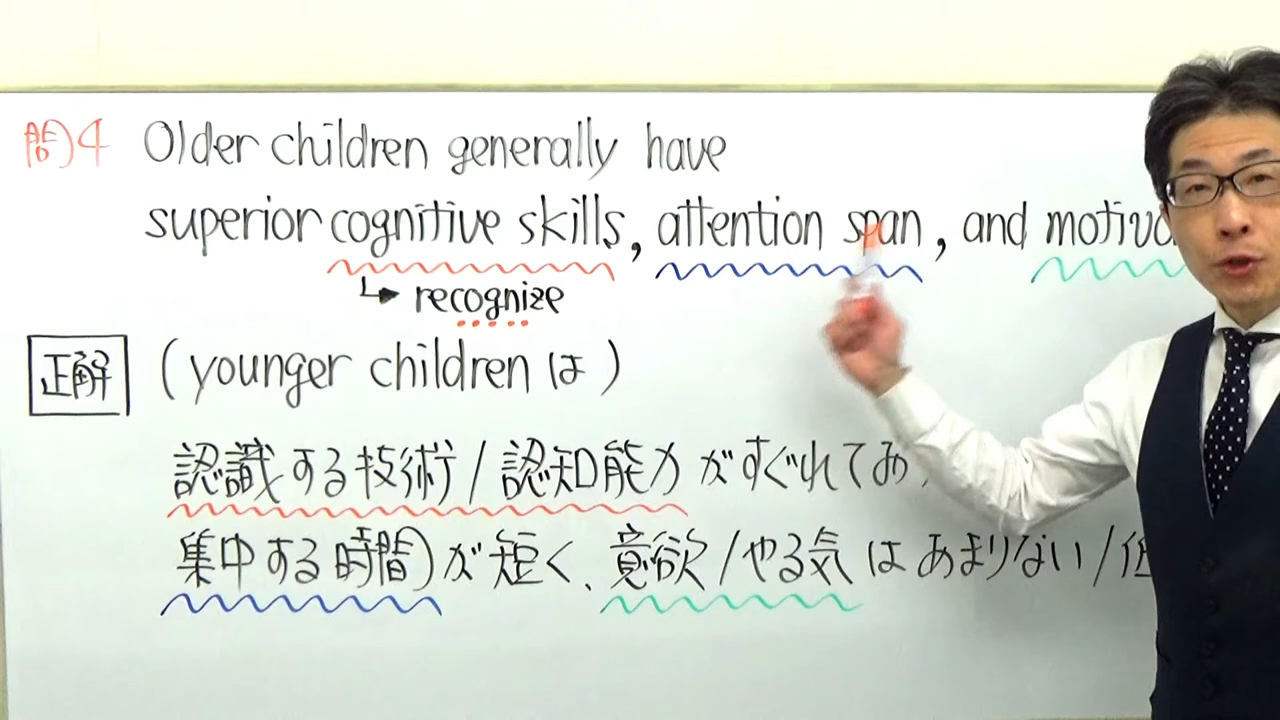 問4 Older children generally have
superior cognitive skills, attention span, and motiva
recognize
正解 (younger children は)
認識する技術/認知能力がすぐれて
集中する時間が短く、意欲/やる気はあまりない/低